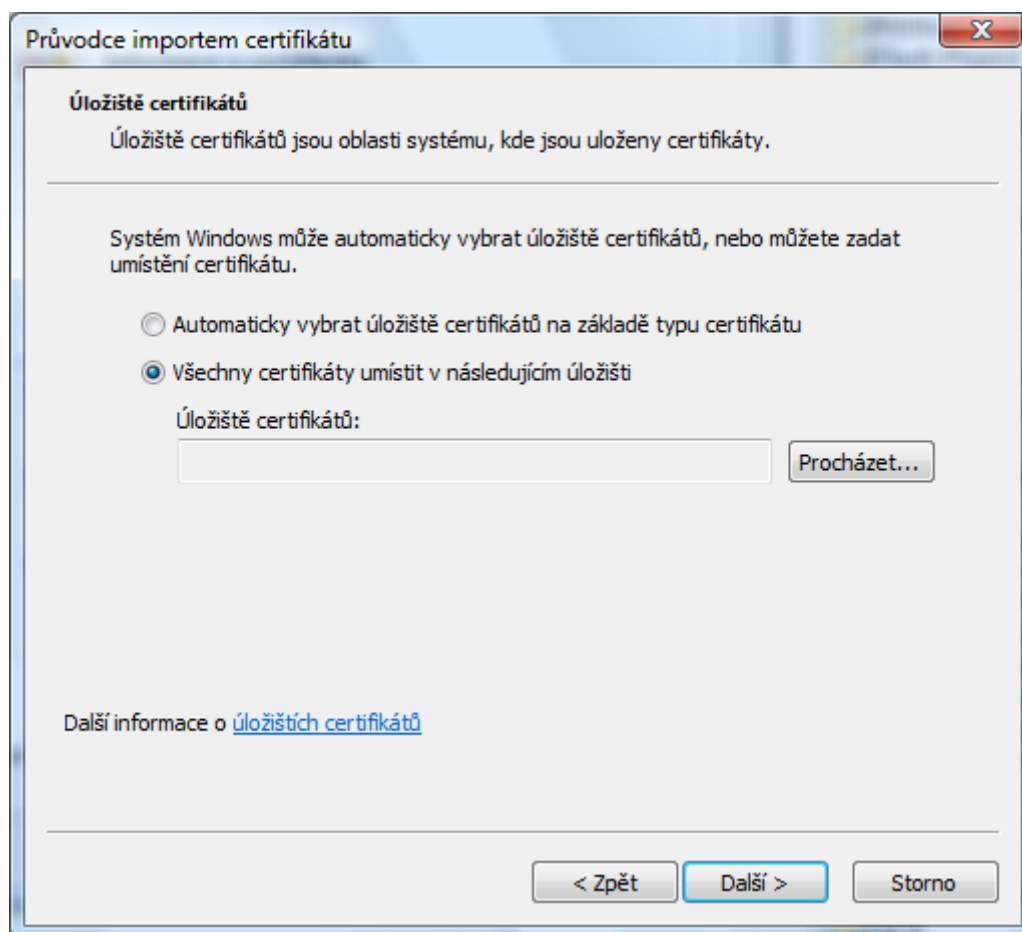 Průvodce importem certifikátu
Úložiště certifikátů
Úložiště certifikátů jsou oblasti systému, kde jsou uloženy certifikáty.
Systém Windows může automaticky vybrat úložiště certifikátů, nebo můžete zadat
umístění certifikátu.
Automaticky vybrat úložiště certifikátů na základě typu certifikátu
Všechny certifikáty umístit v následujícím úložišti
Úložiště certifikátů:
Procházet...
Další informace o úložištích certifikátů
< Zpět
Další >
Storno